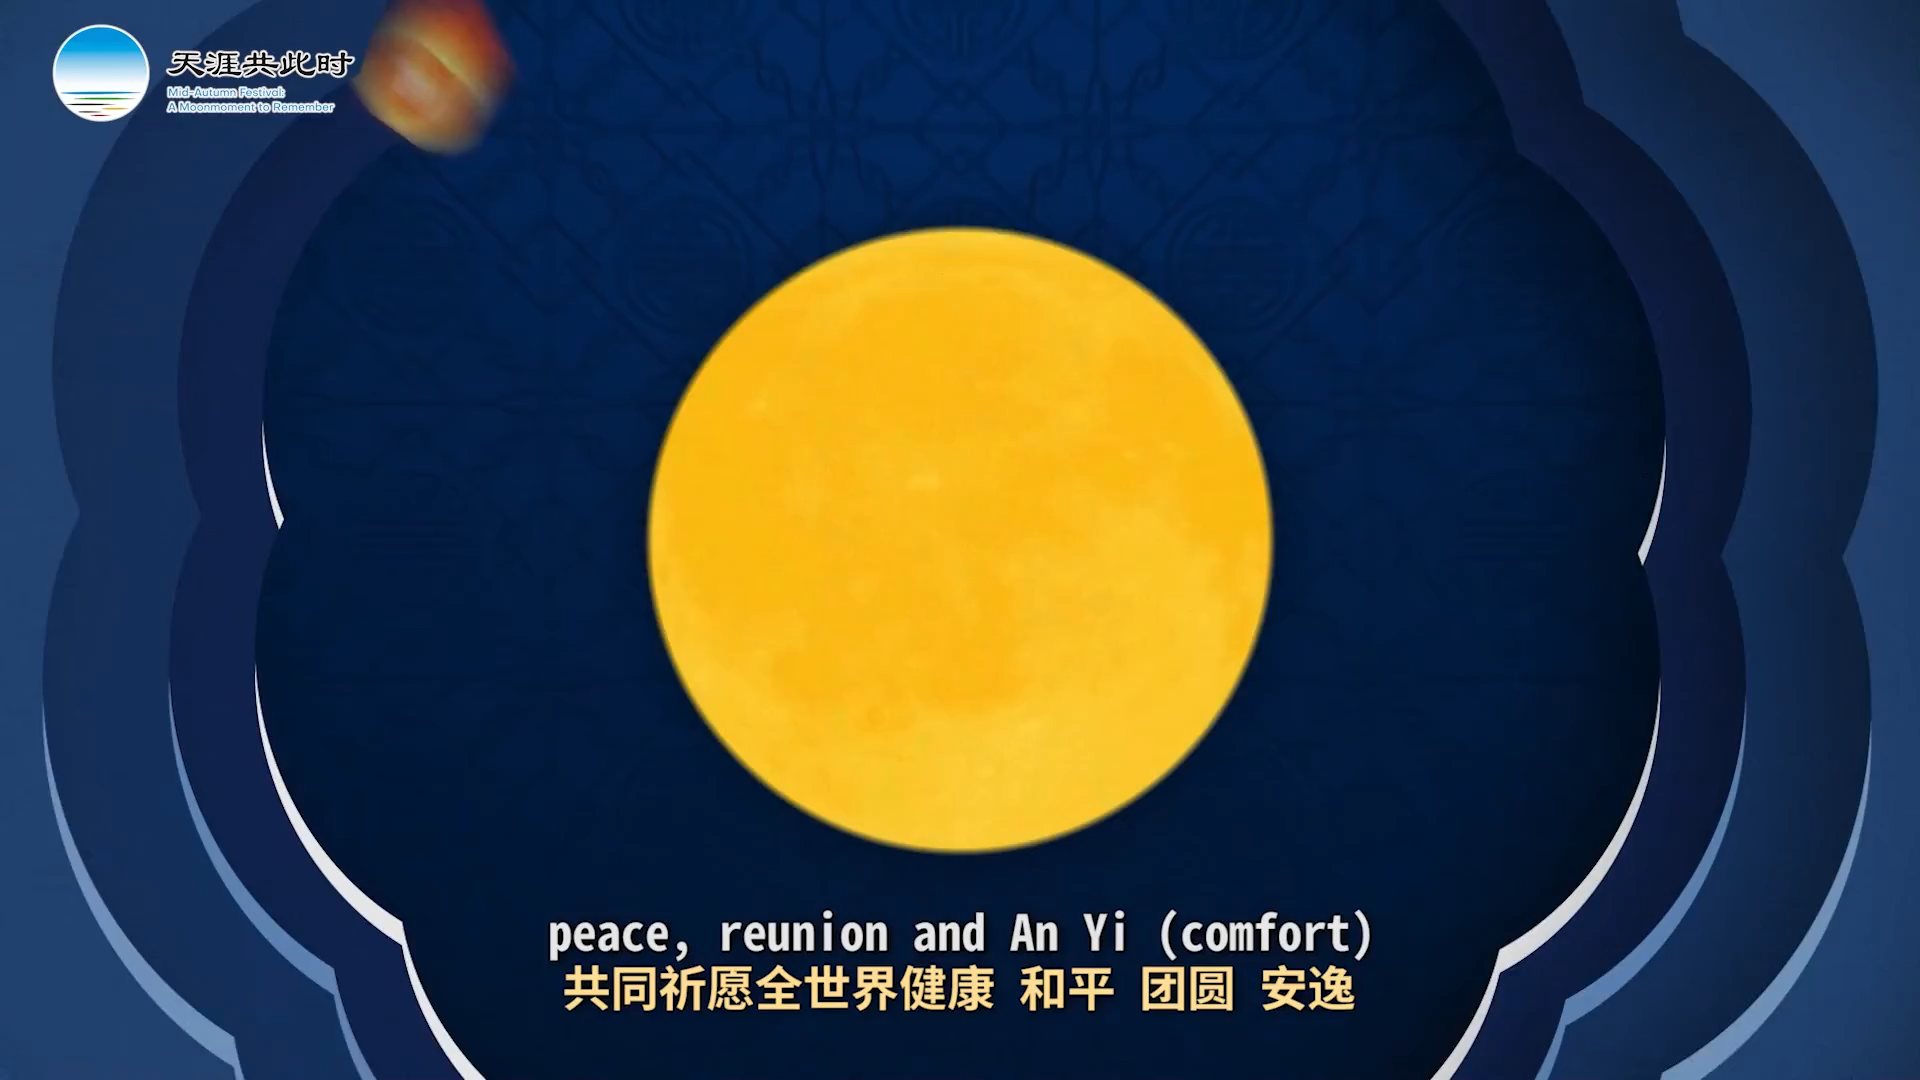 天涯共此时
Mid-Autumn Festival:
A Moonmoment to Remember
peace, reunion and An Yi (comfort)
共同祈愿全世界健康 和平 团圆 安逸